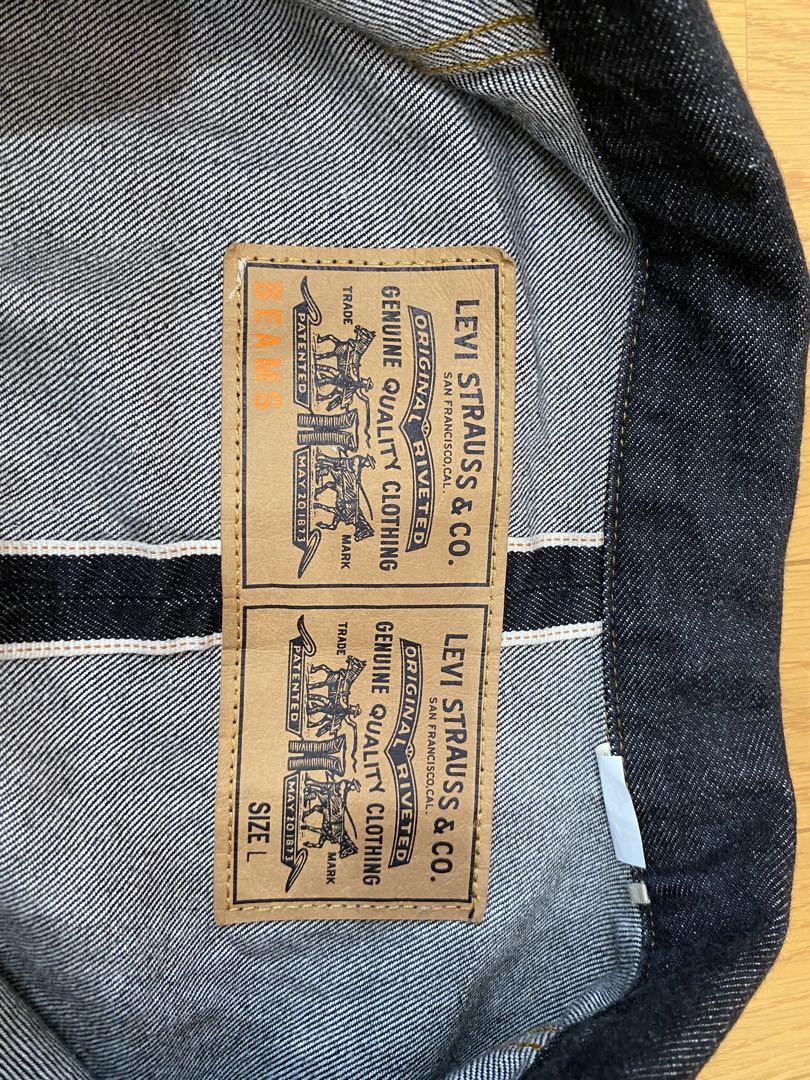 LEVI STRAUSS & CO.
SAN FRANCISCO, CAL.
ORIGINAL RIVETED
GENUINE QUALITY CLOTHING
TRADE MARK
PATENTED MAY 20 1873
BEAMS
LEVI STRAUSS & CO.
SAN FRANCISCO, CAL.
ORIGINAL RIVETED
GENUINE QUALITY CLOTHING
TRADE MARK
PATENTED MAY 20 1873
SIZE L